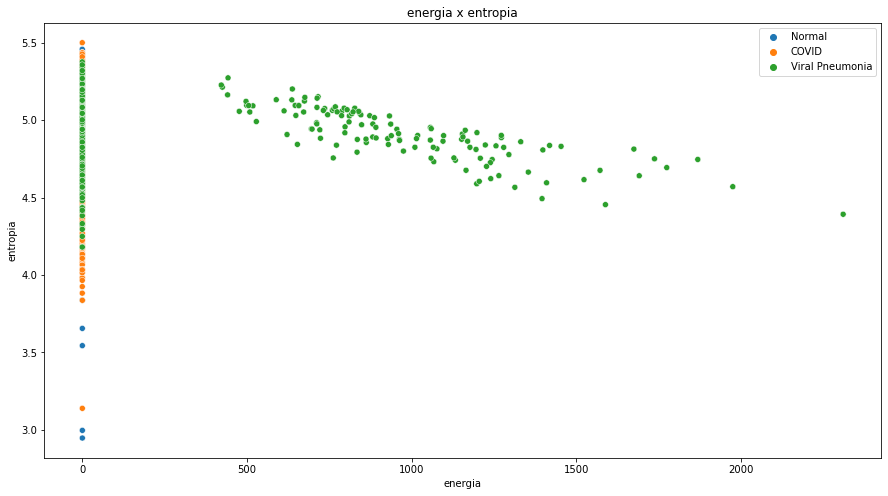 energia x entropia
Normal
COVID
Viral Pneumonia
5.5
5.0
4.5
4.0
3.5
3.0
entropia
0
500
1000
1500
2000
energia